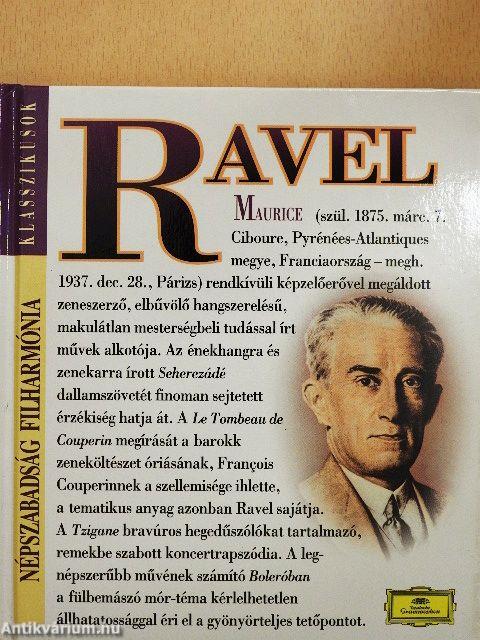 KLASSZIKUSOK
NÉPSZABADSÁG FILHARMÓNIA
RAVEL
MAURICE (szül. 1875. márc. 7.
Ciboure, Pyrénées-Atlantiques
megye, Franciaország – megh.
1937. dec. 28., Párizs) rendkívüli képzelőerővel megáldott
zeneszerző, elbűvölő hangszerelésű,
makulátlan mesterségbeli tudással írt
művek alkotója. Az énekhangra és
zenekarra írott Seherezádé
dallamszövetét finoman sejtetett
érzékiség hatja át. A Le Tombeau de
Couperin megírását a barokk
zeneköltészet óriásának, François
Couperinnek a szellemisége ihlette,
a tematikus anyag azonban Ravel sajátja.
A Tzigane bravúros hegedűszólókat tartalmazó,
remekbe szabott koncertrapszódia. A leg-
népszerűbb művének számító Boleróban
a fülbemászó mór-téma kérlelhetetlen
állhatatossággal éri el a gyönyörteljes tetőpontot.
Deutsche
Grammophon
Antikvárium.hu